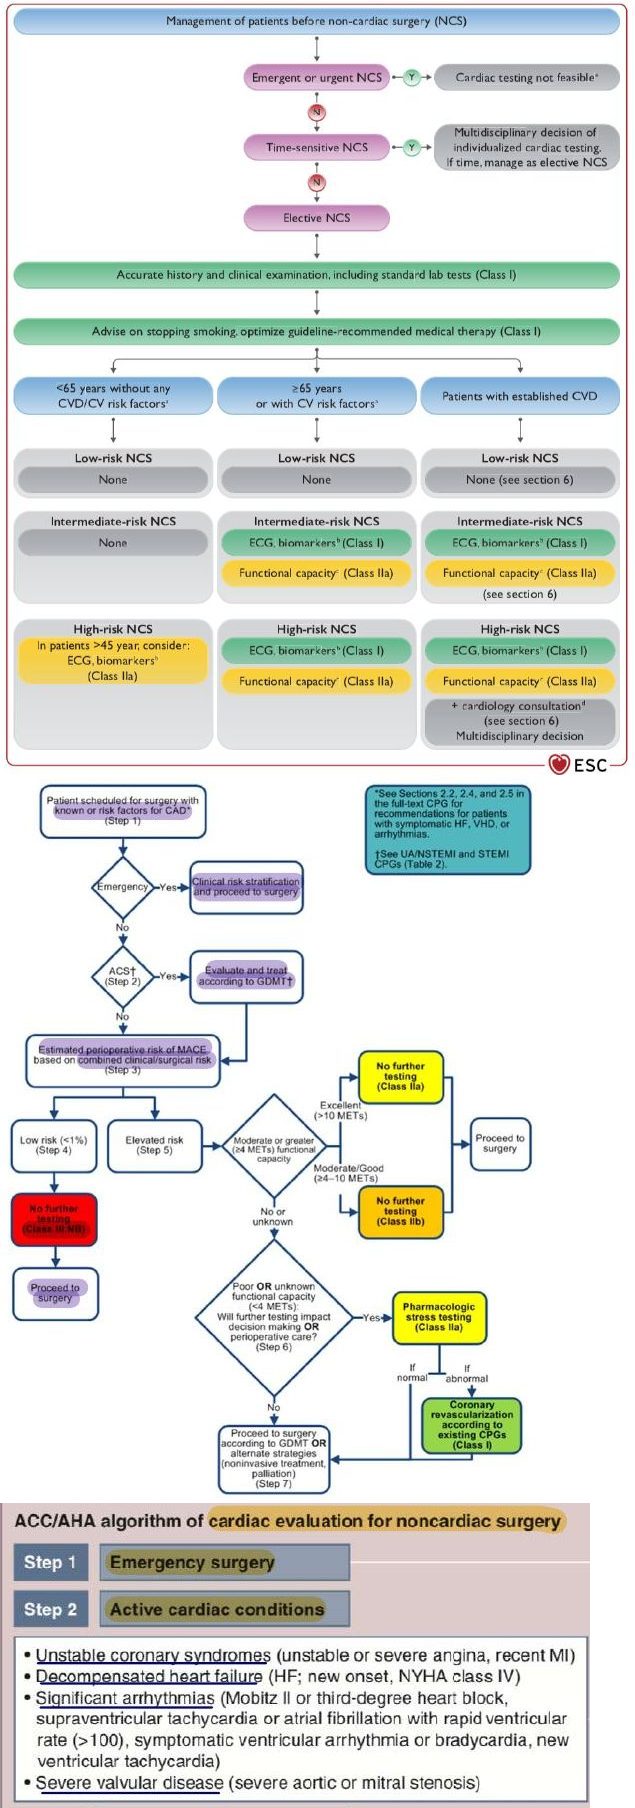 Management of patients before non-cardiac surgery (NCS)
Emergent or urgent NCS
Y
Cardiac testing not feasibleᵉ
N
Time-sensitive NCS
Y
Multidisciplinary decision of
individualized cardiac testing.
If time, manage as elective NCS
N
Elective NCS
Accurate history and clinical examination, including standard lab tests (Class I)
Advise on stopping smoking, optimize guideline-recommended medical therapy (Class I)
<65 years without any
CVD/CV risk factorsᵃ
≥65 years
or with CV risk factorsᵃ
Patients with established CVD
Low-risk NCS
None
Low-risk NCS
None
Low-risk NCS
None (see section 6)
Intermediate-risk NCS
None
Intermediate-risk NCS
ECG, biomarkersᵇ (Class I)
Functional capacityᶜ (Class IIa)
Intermediate-risk NCS
ECG, biomarkersᵇ (Class I)
Functional capacityᶜ (Class IIa)
(see section 6)
High-risk NCS
In patients >45 year, consider:
ECG, biomarkersᵇ
(Class IIa)
High-risk NCS
ECG, biomarkersᵇ (Class I)
Functional capacityᶜ (Class IIa)
High-risk NCS
ECG, biomarkersᵇ (Class I)
Functional capacityᶜ (Class IIa)
+ cardiology consultationᵈ
(see section 6)
Multidisciplinary decision
ESC
Patient scheduled for surgery with
known or risk factors for CAD*
(Step 1)
*See Sections 2.2, 2.4, and 2.5 in
the full-text CPG for
recommendations for patients
with symptomatic HF, VHD, or
arrhythmias.
†See UA/NSTEMI and STEMI
CPGs (Table 2).
Emergency
Yes
Clinical risk stratification
and proceed to surgery
No
ACS†
(Step 2)
Yes
Evaluate and treat
according to GDMT†
No
Estimated perioperative risk of MACE
based on combined clinical/surgical risk
(Step 3)
Low risk (<1%)
(Step 4)
Elevated risk
(Step 5)
Moderate or greater
(≥4 METs) functional
capacity
Excellent
(>10 METs)
No further
testing
(Class IIa)
Moderate/Good
(≥4–10 METs)
No further
testing
(Class IIb)
Proceed to
surgery
No further
testing
(Class III:NB)
Proceed to
surgery
No or
unknown
Poor OR unknown
functional capacity
(<4 METs):
Will further testing impact
decision making OR
perioperative care?
(Step 6)
Yes
Pharmacologic
stress testing
(Class IIa)
If
normal
If
abnormal
Coronary
revascularization
according to
existing CPGs
(Class I)
No
Proceed to surgery
according to GDMT OR
alternate strategies
(noninvasive treatment,
palliation)
(Step 7)
ACC/AHA algorithm of cardiac evaluation for noncardiac surgery
Step 1
Emergency surgery
Step 2
Active cardiac conditions
• Unstable coronary syndromes (unstable or severe angina, recent MI)
• Decompensated heart failure (HF; new onset, NYHA class IV)
• Significant arrhythmias (Mobitz II or third-degree heart block,
supraventricular tachycardia or atrial fibrillation with rapid ventricular
rate (>100), symptomatic ventricular arrhythmia or bradycardia, new
ventricular tachycardia)
• Severe valvular disease (severe aortic or mitral stenosis)